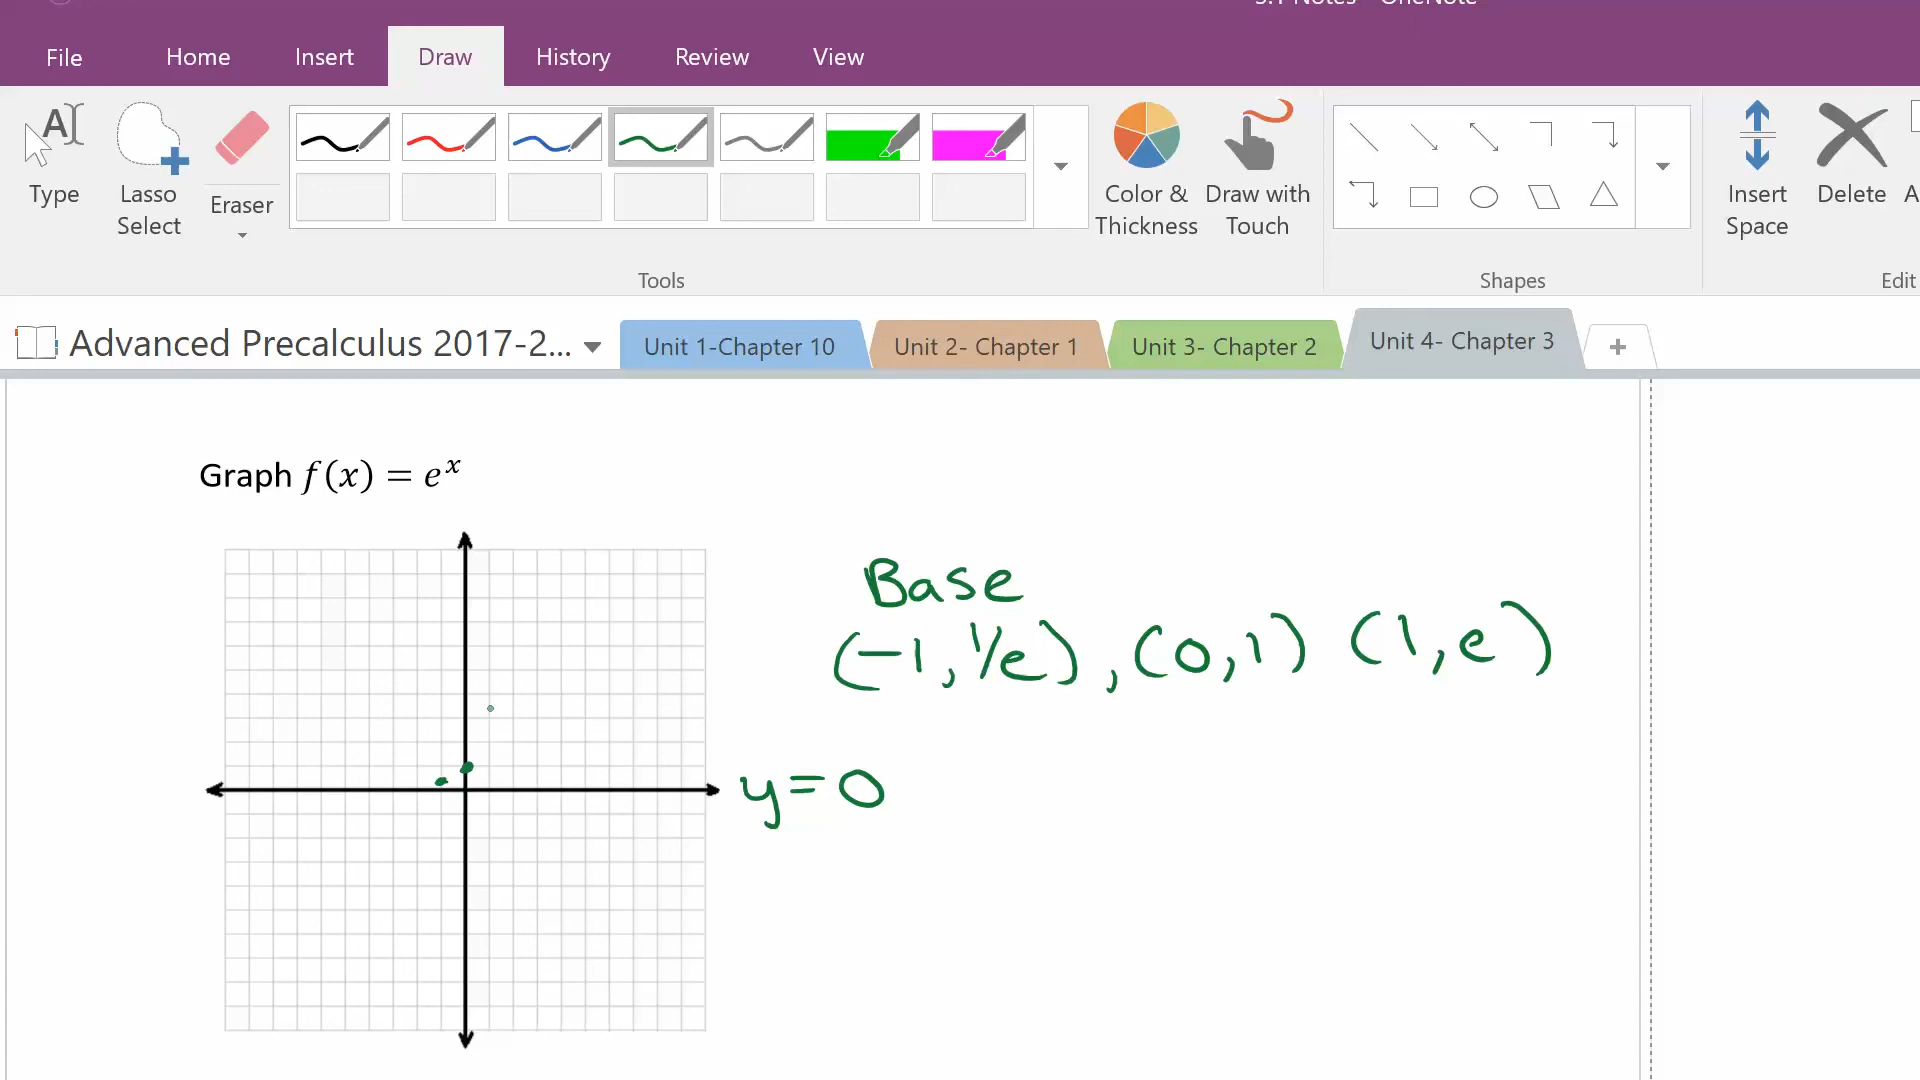 File Home Insert Draw History Review View
Type
Lasso Select
Eraser
Color & Thickness
Draw with Touch
Insert Space
Delete
Tools
Shapes
Edit
Advanced Precalculus 2017-2... Unit 1-Chapter 10 Unit 2- Chapter 1 Unit 3- Chapter 2 Unit 4- Chapter 3 +
Graph f(x) = eˣ
Base
(-1, 1/e), (0,1) (1,e)
y=0